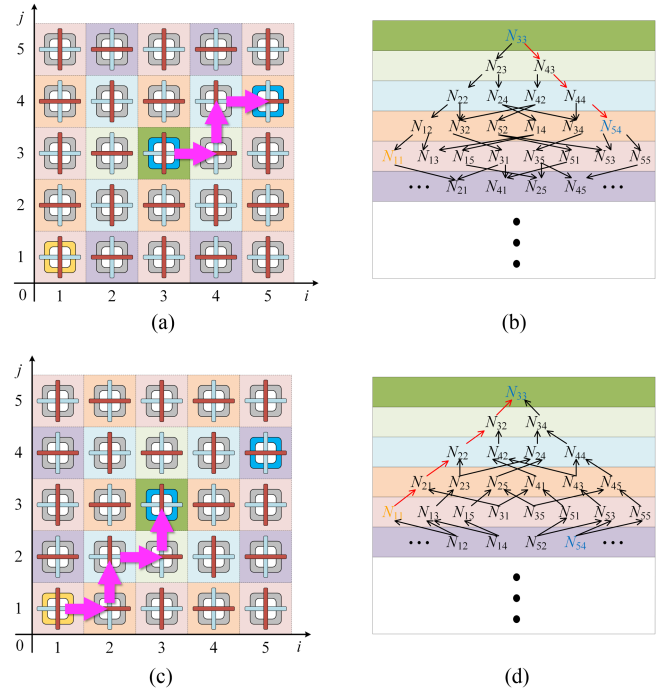 j
5
4
3
2
1
0
1 2 3 4 5 i
(a)
N33
N23 N43
N22 N24 N42 N44
N12 N32 N52 N14 N34 N54
N11 N13 N15 N31 N35 N51 N53 N55
··· N21 N41 N25 N45 ···
(b)
j
5
4
3
2
1
0
1 2 3 4 5 i
(c)
N33
N32 N34
N22 N42 N24 N44
N21 N23 N25 N41 N43 N45
N11 N13 N31 N35 N51 N53 N55
··· N12 N14 N52 N54 ···
(d)